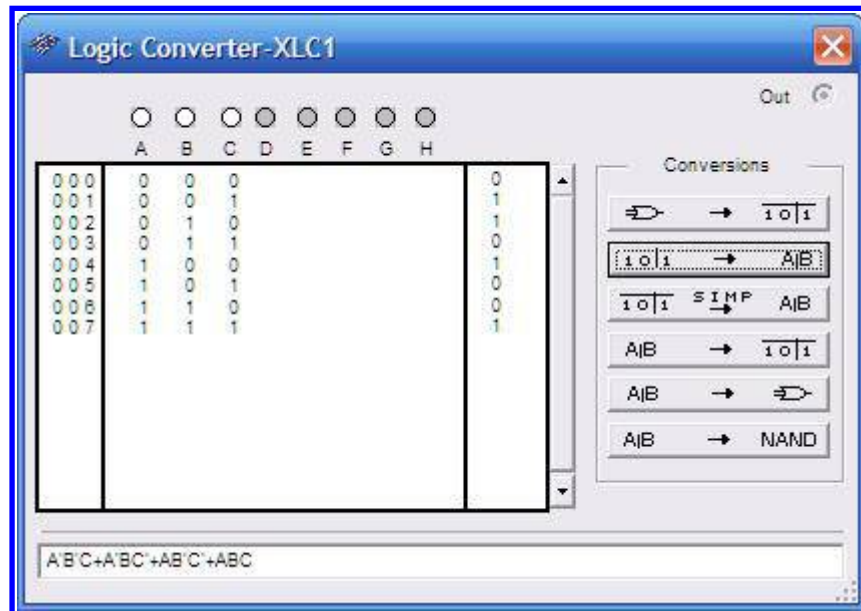 Logic Converter-XLC1
Out
A B C D E F G H
000 0 0 0 0
001 0 0 1 1
002 0 1 0 1
003 0 1 1 0
004 1 0 0 1
005 1 0 1 0
006 1 1 0 0
007 1 1 1 1
Conversions
→ 1 0 1
1 0 1 → A|B
1 0 1 SIMP → A|B
A|B → 1 0 1
A|B →
A|B → NAND
A'B'C+A'BC'+AB'C'+ABC